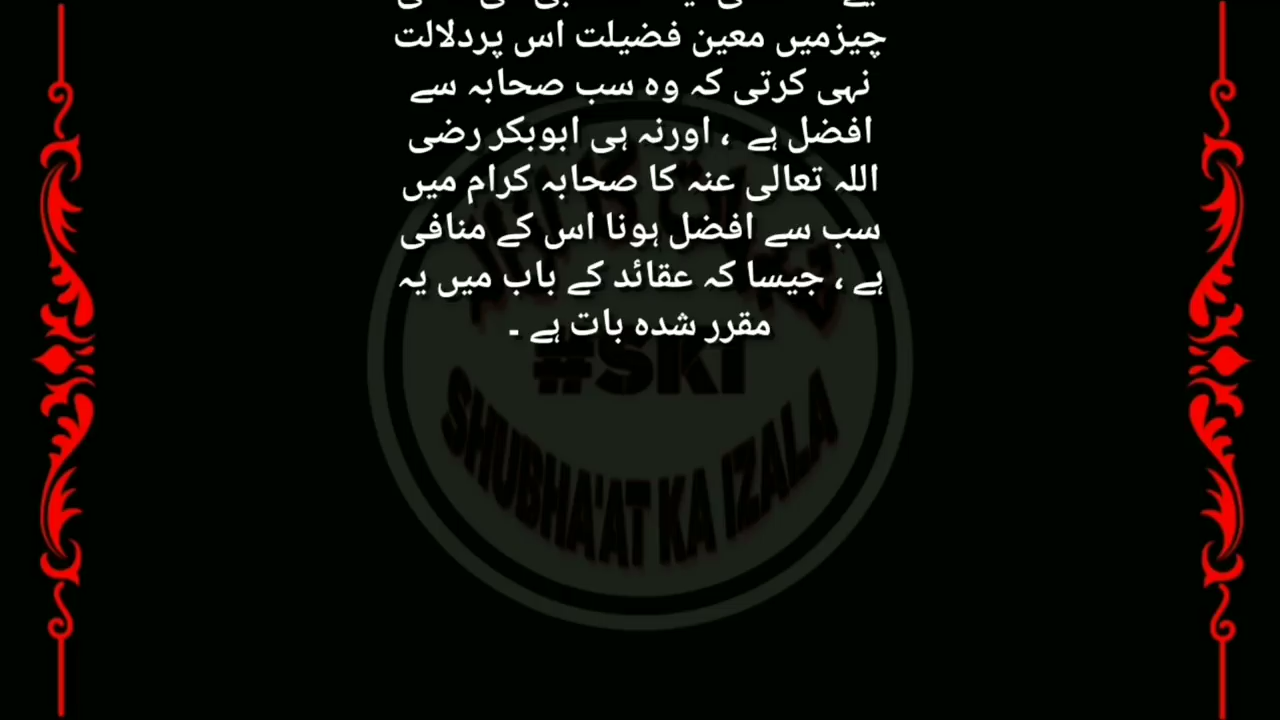 چیزمیں معین فضیلت اس پردلالت
نہی کرتی کہ وہ سب صحابہ سے
افضل ہے ، اورنہ ہی ابوبکر رضی
اللہ تعالی عنہ کا صحابہ کرام میں
سب سے افضل ہونا اس کے منافی
ہے ، جیسا کہ عقائد کے باب میں یہ
مقرر شدہ بات ہے ۔
#SKI
SHUBHA'AT KA IZALA